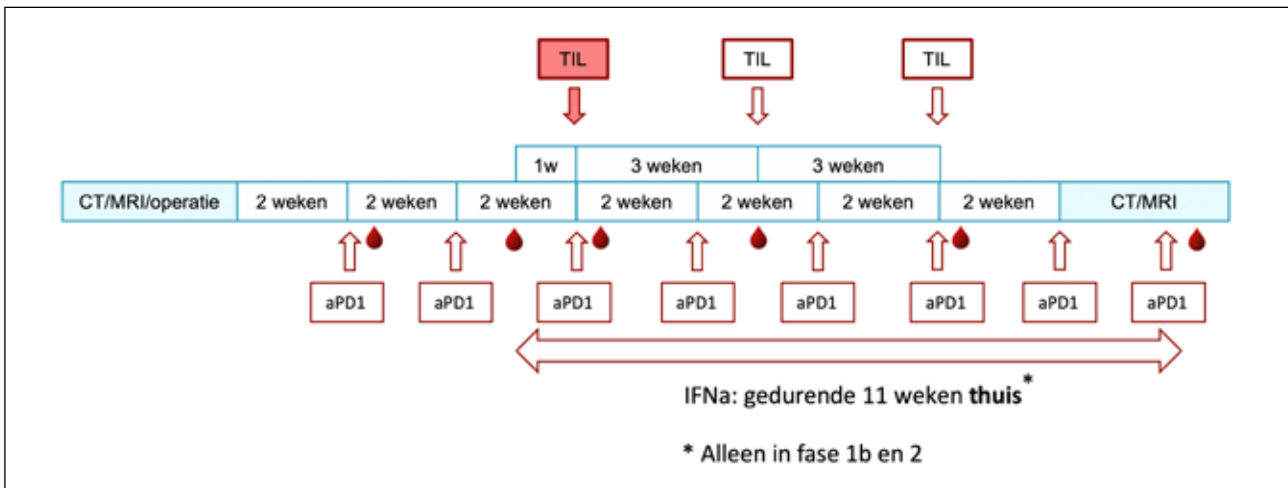 TIL TIL TIL
1w 3 weken 3 weken
CT/MRI/operatie 2 weken 2 weken 2 weken 2 weken 2 weken 2 weken 2 weken CT/MRI
aPD1 aPD1 aPD1 aPD1 aPD1 aPD1 aPD1 aPD1
IFNa: gedurende 11 weken thuis*
* Alleen in fase 1b en 2